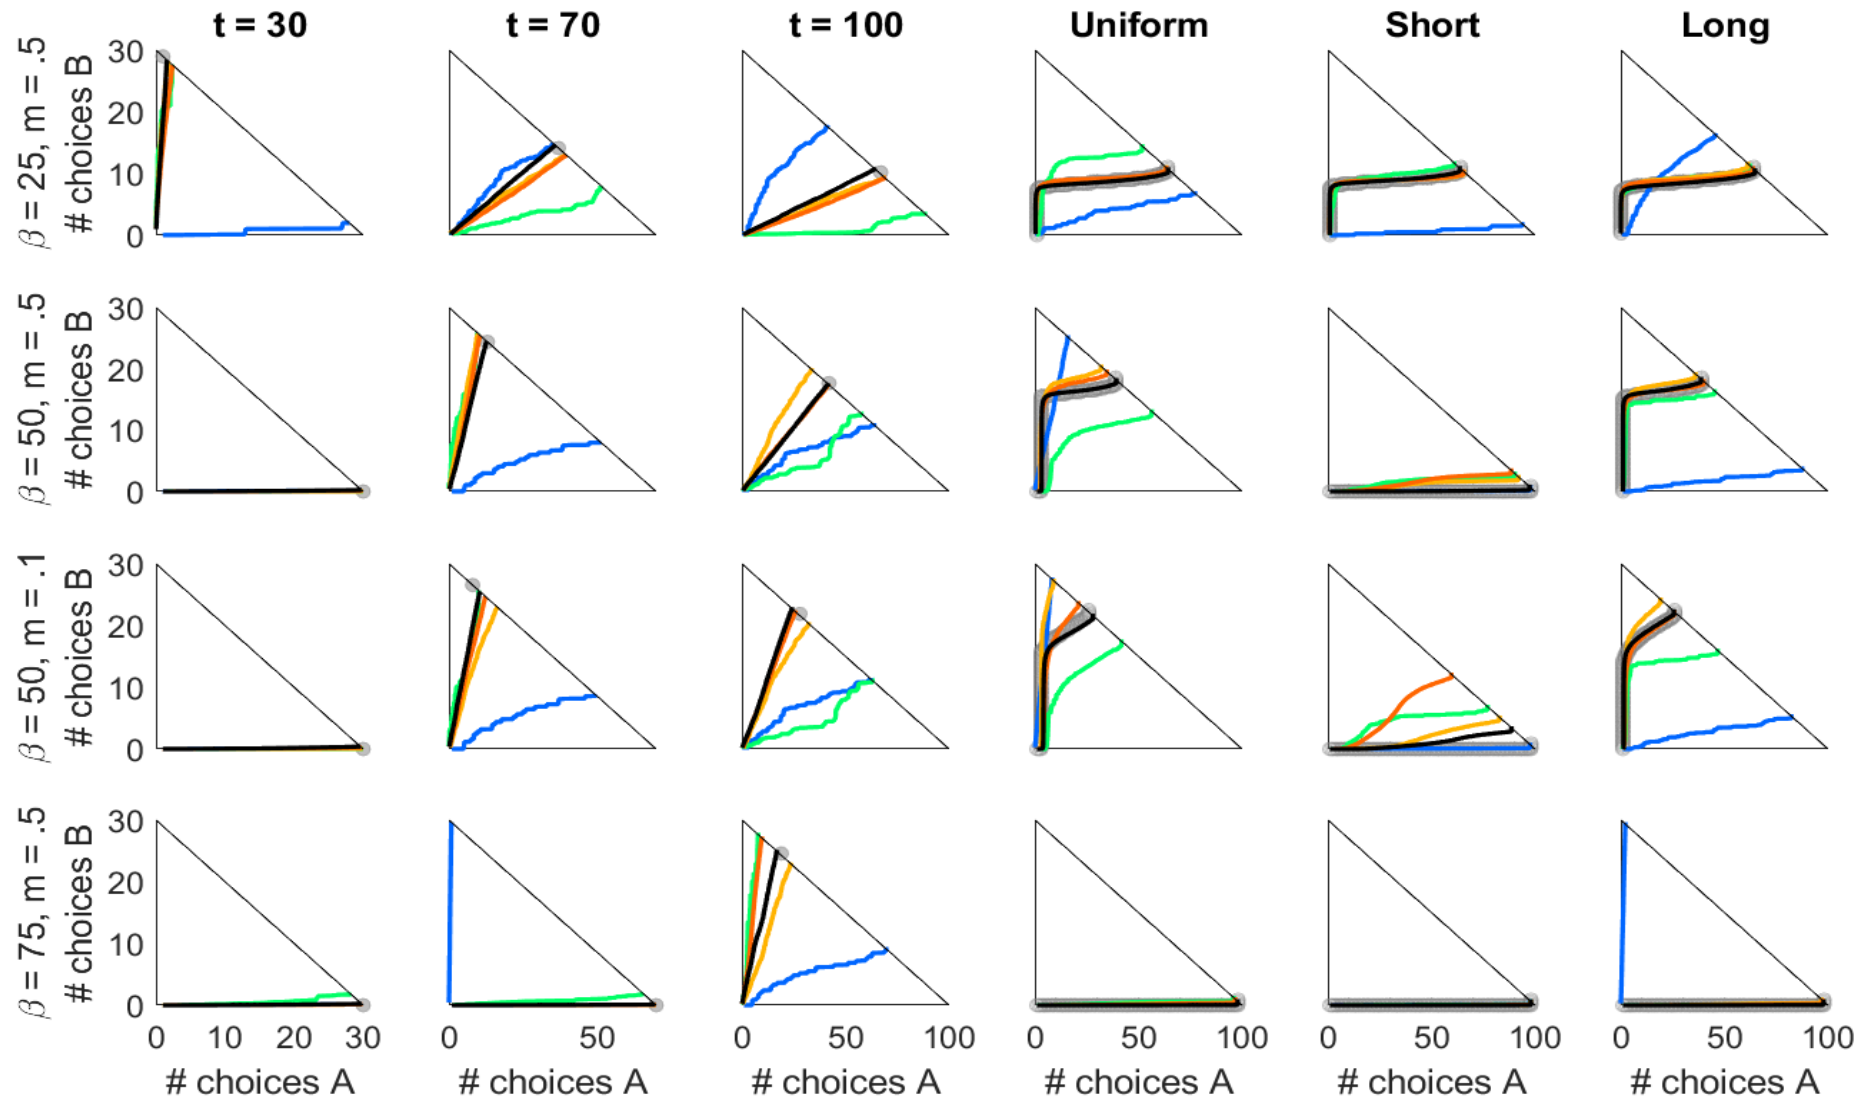 t = 30 t = 70 t = 100 Uniform Short Long
β = 25, m = .5
# choices B
30
20
10
0
β = 50, m = .5
# choices B
30
20
10
0
β = 50, m = .1
# choices B
30
20
10
0
β = 75, m = .5
# choices B
30
20
10
0
0 10 20 30 0 50 0 50 100 0 50 100 0 50 100 0 50 100
# choices A # choices A # choices A # choices A # choices A # choices A